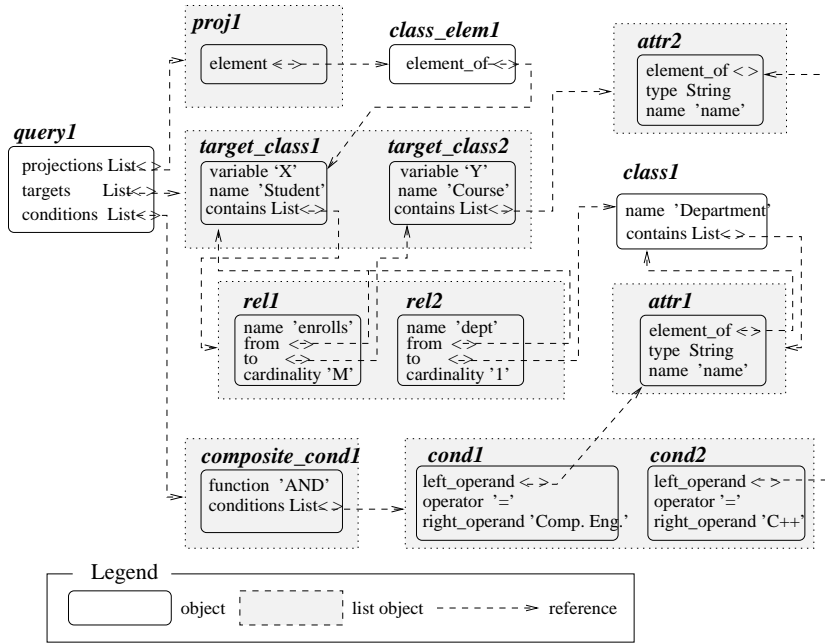 proj1
element < >
class_elem1
element_of < >
attr2
element_of < >
type String
name 'name'
query1
projections List< >
targets List< >
conditions List< >
target_class1
variable ‘X’
name 'Student'
contains List< >
target_class2
variable ‘Y’
name 'Course'
contains List< >
class1
name 'Department'
contains List< >
rel1
name 'enrolls'
from < >
to < >
cardinality 'M'
rel2
name 'dept'
from < >
to < >
cardinality '1'
attr1
element_of < >
type String
name 'name'
composite_cond1
function 'AND'
conditions List< >
cond1
left_operand < >
operator '='
right_operand 'Comp. Eng.'
cond2
left_operand < >
operator '='
right_operand 'C++'
Legend
object
list object
reference